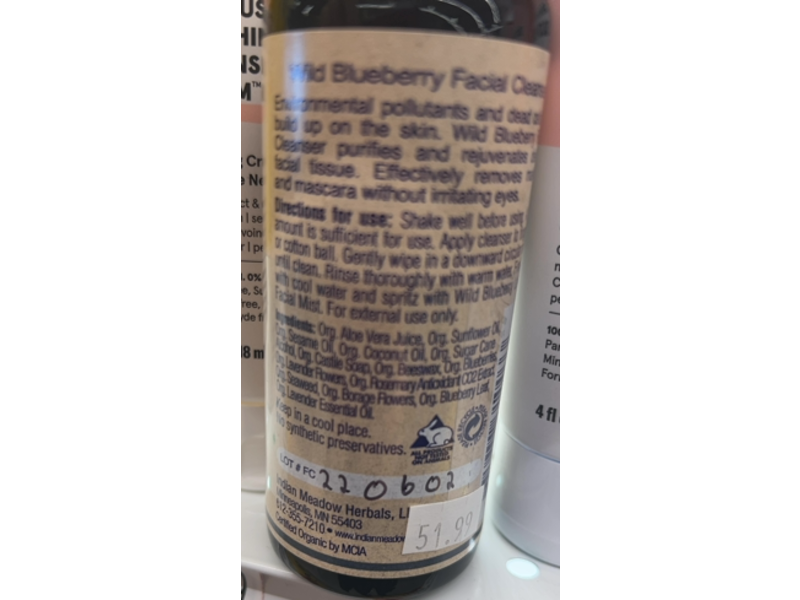 Wild Blueberry Facial
Environmental pollutants and dead
build up on the skin. Wild Blueberry
Cleanser purifies and rejuvenates
facial tissue. Effectively removes
and mascara without irritating eyes.
Directions for use: Shake well before using
amount is sufficient for use. Apply cleanser to
or cotton ball. Gently wipe in a downward
until clean. Rinse thoroughly with warm water.
with cool water and spritz with Wild Blueberry
Facial Mist. For external use only.
Ingredients: Org. Aloe Vera Juice, Org. Sunflower Oil,
Org. Sesame Oil, Org. Coconut Oil, Org. Sugar Cane
Alcohol, Org. Castile Soap, Org. Beeswax, Org. Blueberries,
Org. Lavender Flowers, Org. Rosemary Antioxidant CO2 Extract,
Org. Seaweed, Org. Borage Flowers, Org. Blueberry Leaf,
Org. Lavender Essential Oil.
Keep in a cool place.
No synthetic preservatives.
LOT # FC 220602
Indian Meadow Herbals,
Minneapolis, MN 55403
612-355-7210 • www.indianmeadow
Certified Organic by MCIA
51.99
4 fl